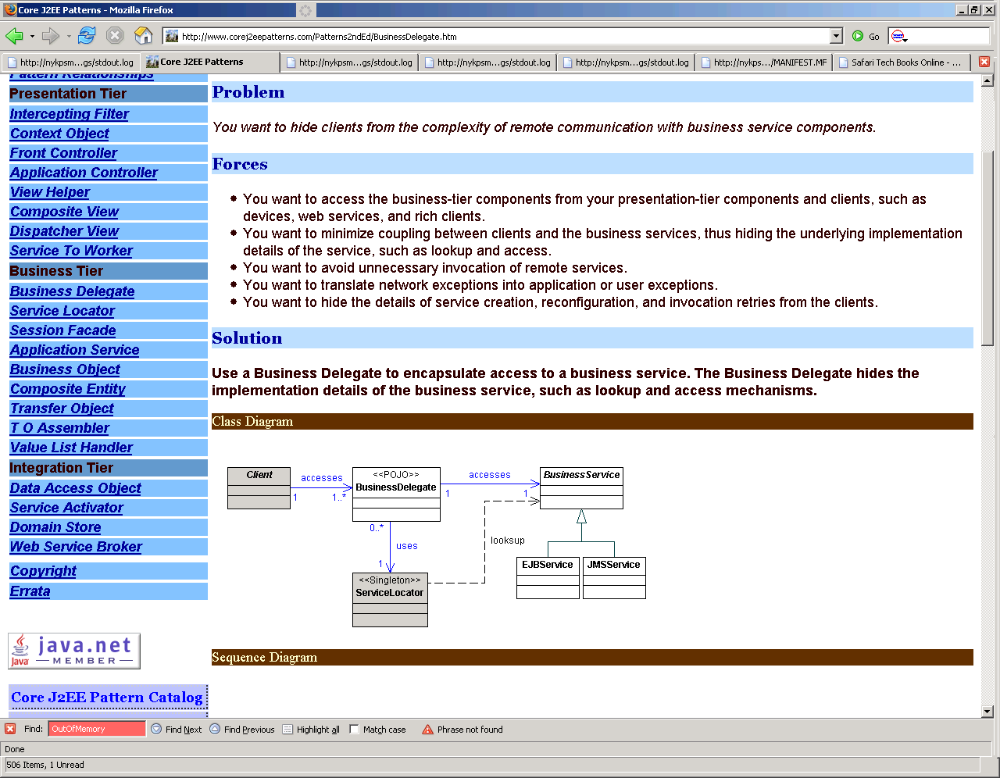 Core J2EE Patterns - Mozilla Firefox
http://www.corej2eepatterns.com/Patterns2ndEd/BusinessDelegate.htm
Go
http://nykpsm...gs/stdout.log
Core J2EE Patterns
http://nykpsm...gs/stdout.log
http://nykpsm...gs/stdout.log
http://nykpsm...gs/stdout.log
http://nykps.../MANIFEST.MF
Safari Tech Books Online - ...
Pattern Relationships
Presentation Tier
Intercepting Filter
Context Object
Front Controller
Application Controller
View Helper
Composite View
Dispatcher View
Service To Worker
Business Tier
Business Delegate
Service Locator
Session Facade
Application Service
Business Object
Composite Entity
Transfer Object
T O Assembler
Value List Handler
Integration Tier
Data Access Object
Service Activator
Domain Store
Web Service Broker
Copyright
Errata
Java
java.net
MEMBER
Core J2EE Pattern Catalog
Problem
You want to hide clients from the complexity of remote communication with business service components.
Forces
You want to access the business-tier components from your presentation-tier components and clients, such as
devices, web services, and rich clients.
You want to minimize coupling between clients and the business services, thus hiding the underlying implementation
details of the service, such as lookup and access.
You want to avoid unnecessary invocation of remote services.
You want to translate network exceptions into application or user exceptions.
You want to hide the details of service creation, reconfiguration, and invocation retries from the clients.
Solution
Use a Business Delegate to encapsulate access to a business service. The Business Delegate hides the
implementation details of the business service, such as lookup and access mechanisms.
Class Diagram
Client
accesses
1
1..*
<<POJO>>
BusinessDelegate
accesses
1
1
BusinessService
0..*
uses
1
looksup
<<Singleton>>
ServiceLocator
EJBService
JMSService
Sequence Diagram
Find:
OutOfMemory
Find Next
Find Previous
Highlight all
Match case
Phrase not found
Done
506 Items, 1 Unread